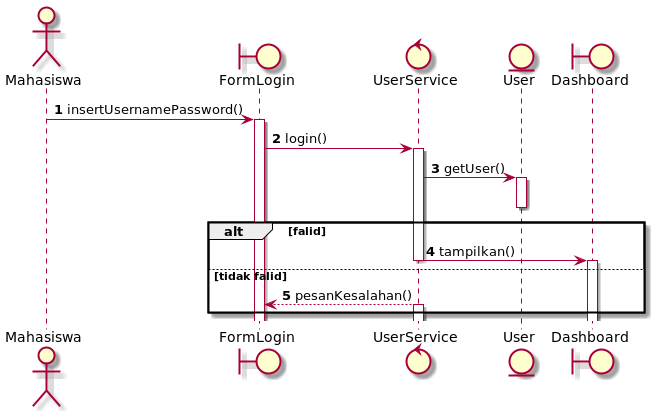 Mahasiswa FormLogin UserService User Dashboard
1 insertUsernamePassword()
2 login()
3 getUser()
alt [falid]
4 tampilkan()
[tidak falid]
5 pesanKesalahan()
Mahasiswa FormLogin UserService User Dashboard